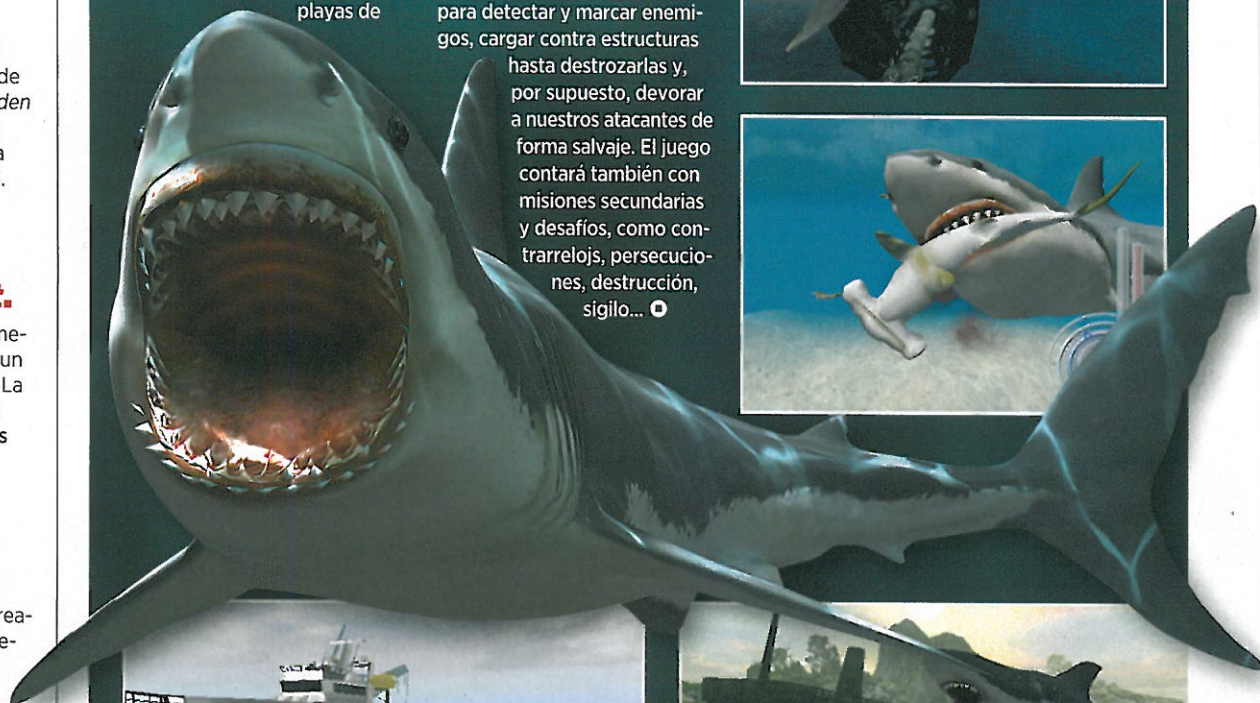 de
den
a
.
t.
me-
un
La
s
rea-
e-
playas de
para detectar y marcar enemi-
gos, cargar contra estructuras
hasta destrozarlas y,
por supuesto, devorar
a nuestros atacantes de
forma salvaje. El juego
contará también con
misiones secundarias
y desafíos, como con-
trarrelojs, persecucio-
nes, destrucción,
sigilo...